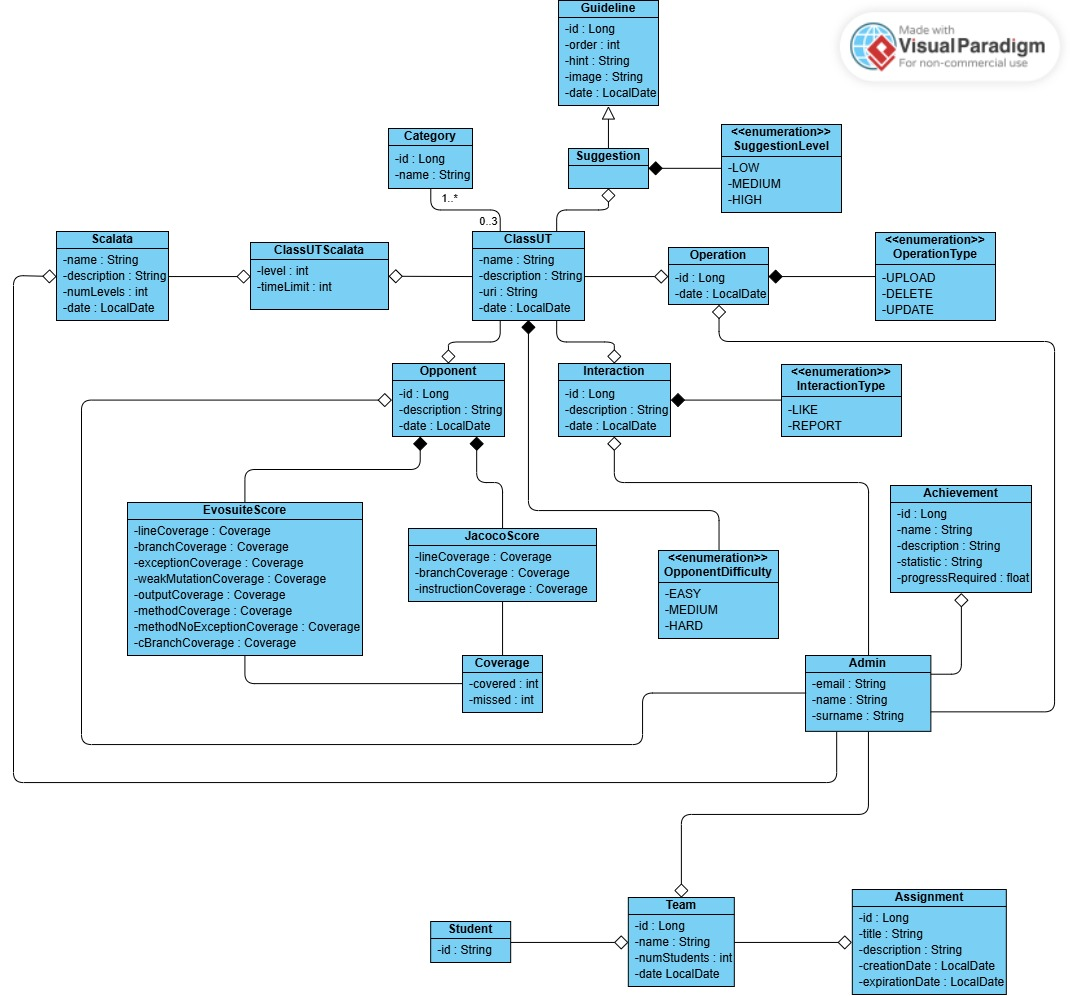 Guideline
-id : Long
-order : int
-hint : String
-image : String
-date : LocalDate
Made with
Visual Paradigm
For non-commercial use
Category
-id : Long
-name : String
Suggestion
<<enumeration>>
SuggestionLevel
-LOW
-MEDIUM
-HIGH
1..*
0..3
Scalata
-name : String
-description : String
-numLevels : int
-date : LocalDate
ClassUTScalata
-level : int
-timeLimit : int
ClassUT
-name : String
-description : String
-uri : String
-date : LocalDate
Operation
-id : Long
-date : LocalDate
<<enumeration>>
OperationType
-UPLOAD
-DELETE
-UPDATE
Opponent
-id : Long
-description : String
-date : LocalDate
Interaction
-id : Long
-description : String
-date : LocalDate
<<enumeration>>
InteractionType
-LIKE
-REPORT
EvosuiteScore
-lineCoverage : Coverage
-branchCoverage : Coverage
-exceptionCoverage : Coverage
-weakMutationCoverage : Coverage
-outputCoverage : Coverage
-methodCoverage : Coverage
-methodNoExceptionCoverage : Coverage
-cBranchCoverage : Coverage
JacocoScore
-lineCoverage : Coverage
-branchCoverage : Coverage
-instructionCoverage : Coverage
<<enumeration>>
OpponentDifficulty
-EASY
-MEDIUM
-HARD
Achievement
-id : Long
-name : String
-description : String
-statistic : String
-progressRequired : float
Coverage
-covered : int
-missed : int
Admin
-email : String
-name : String
-surname : String
Student
-id : String
Team
-id : Long
-name : String
-numStudents : int
-date LocalDate
Assignment
-id : Long
-title : String
-description : String
-creationDate : LocalDate
-expirationDate : LocalDate